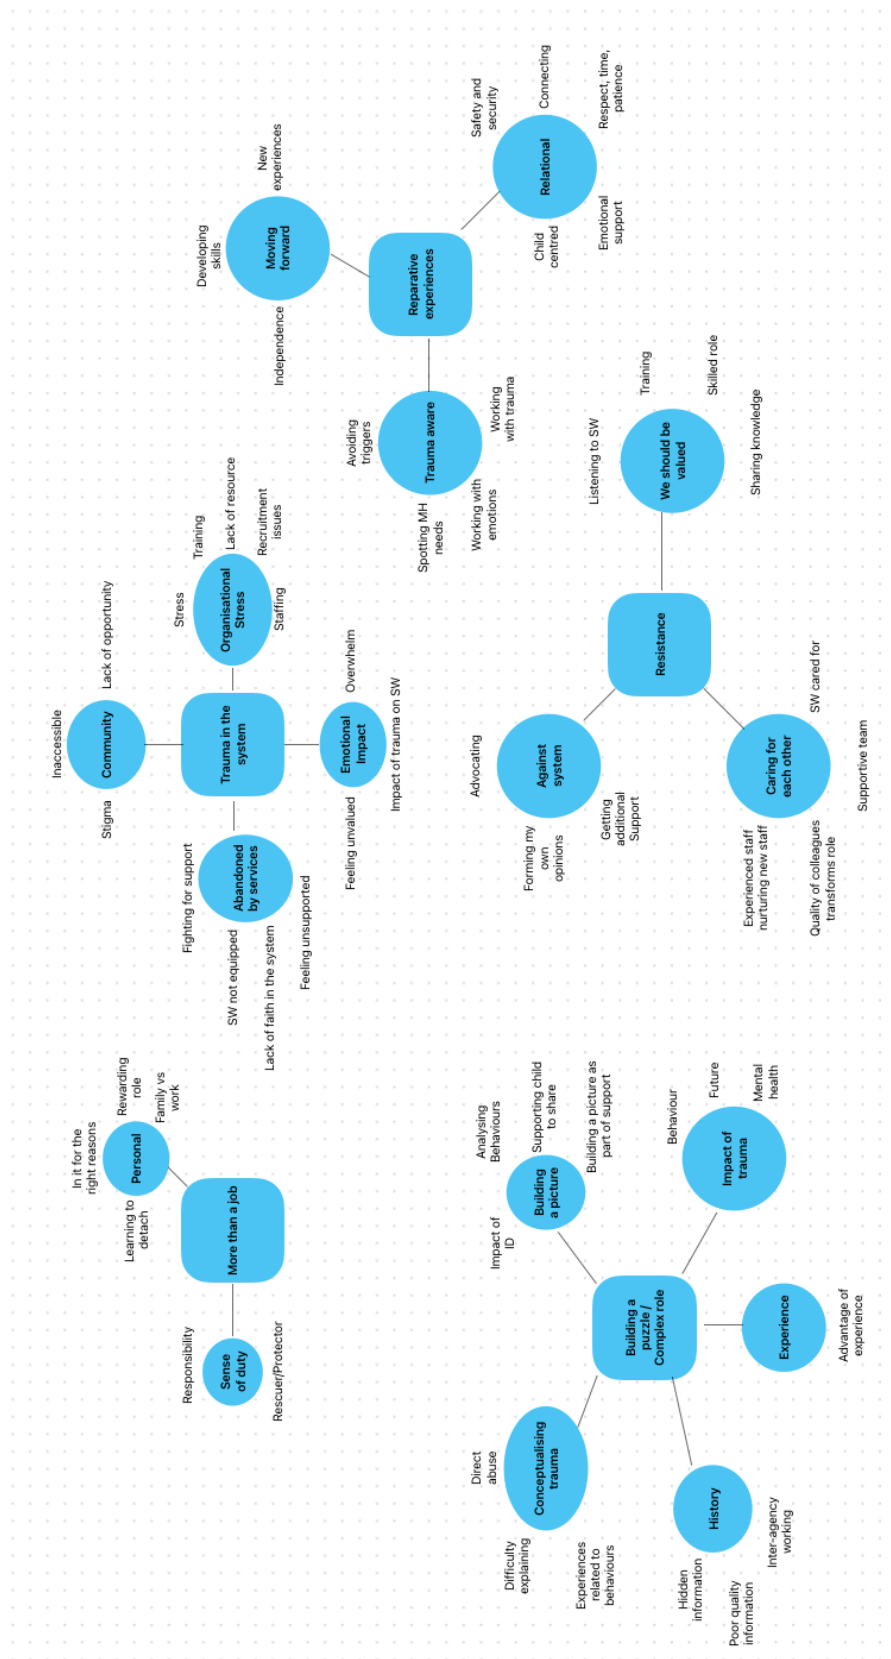 In it for the
right reasons
Rewarding
role
Personal
Family vs
work
Learning to
detach
More than a job
Responsibility
Sense
of duty
Rescuer/Protector
Inaccessible
Stigma
Community
Lack of opportunity
Trauma in the
system
Fighting for support
Abandoned
by services
SW not equipped
Lack of faith in the system
Feeling unsupported
Stress
Training
Organisational
Stress
Lack of resource
Recruitment
issues
Staffing
Emotional
Impact
Overwhelm
Feeling unvalued
Impact of trauma on SW
Developing
skills
New
experiences
Moving
forward
Independence
Reparative
experiences
Avoiding
triggers
Trauma aware
Spotting MH
needs
Working with
emotions
Working
with trauma
Safety and
security
Connecting
Relational
Child
centred
Emotional
support
Respect, time,
patience
Analysing
Behaviours
Supporting child
to share
Building
a picture
Impact of
ID
Building a picture as
part of support
Building a
puzzle /
Complex role
Direct
abuse
Conceptualising
trauma
Difficulty
explaining
Experiences
related to
behaviours
History
Hidden
information
Poor quality
information
Inter-agency
working
Experience
Advantage of
experience
Behaviour
Future
Impact of
trauma
Mental
health
Advocating
Against
system
Forming my
own
opinions
Getting
additional
Support
Resistance
Listening to SW
Training
We should be
valued
Skilled role
Sharing knowledge
Caring for
each other
SW cared for
Experienced staff
nurturing new staff
Quality of colleagues
transforms role
Supportive team